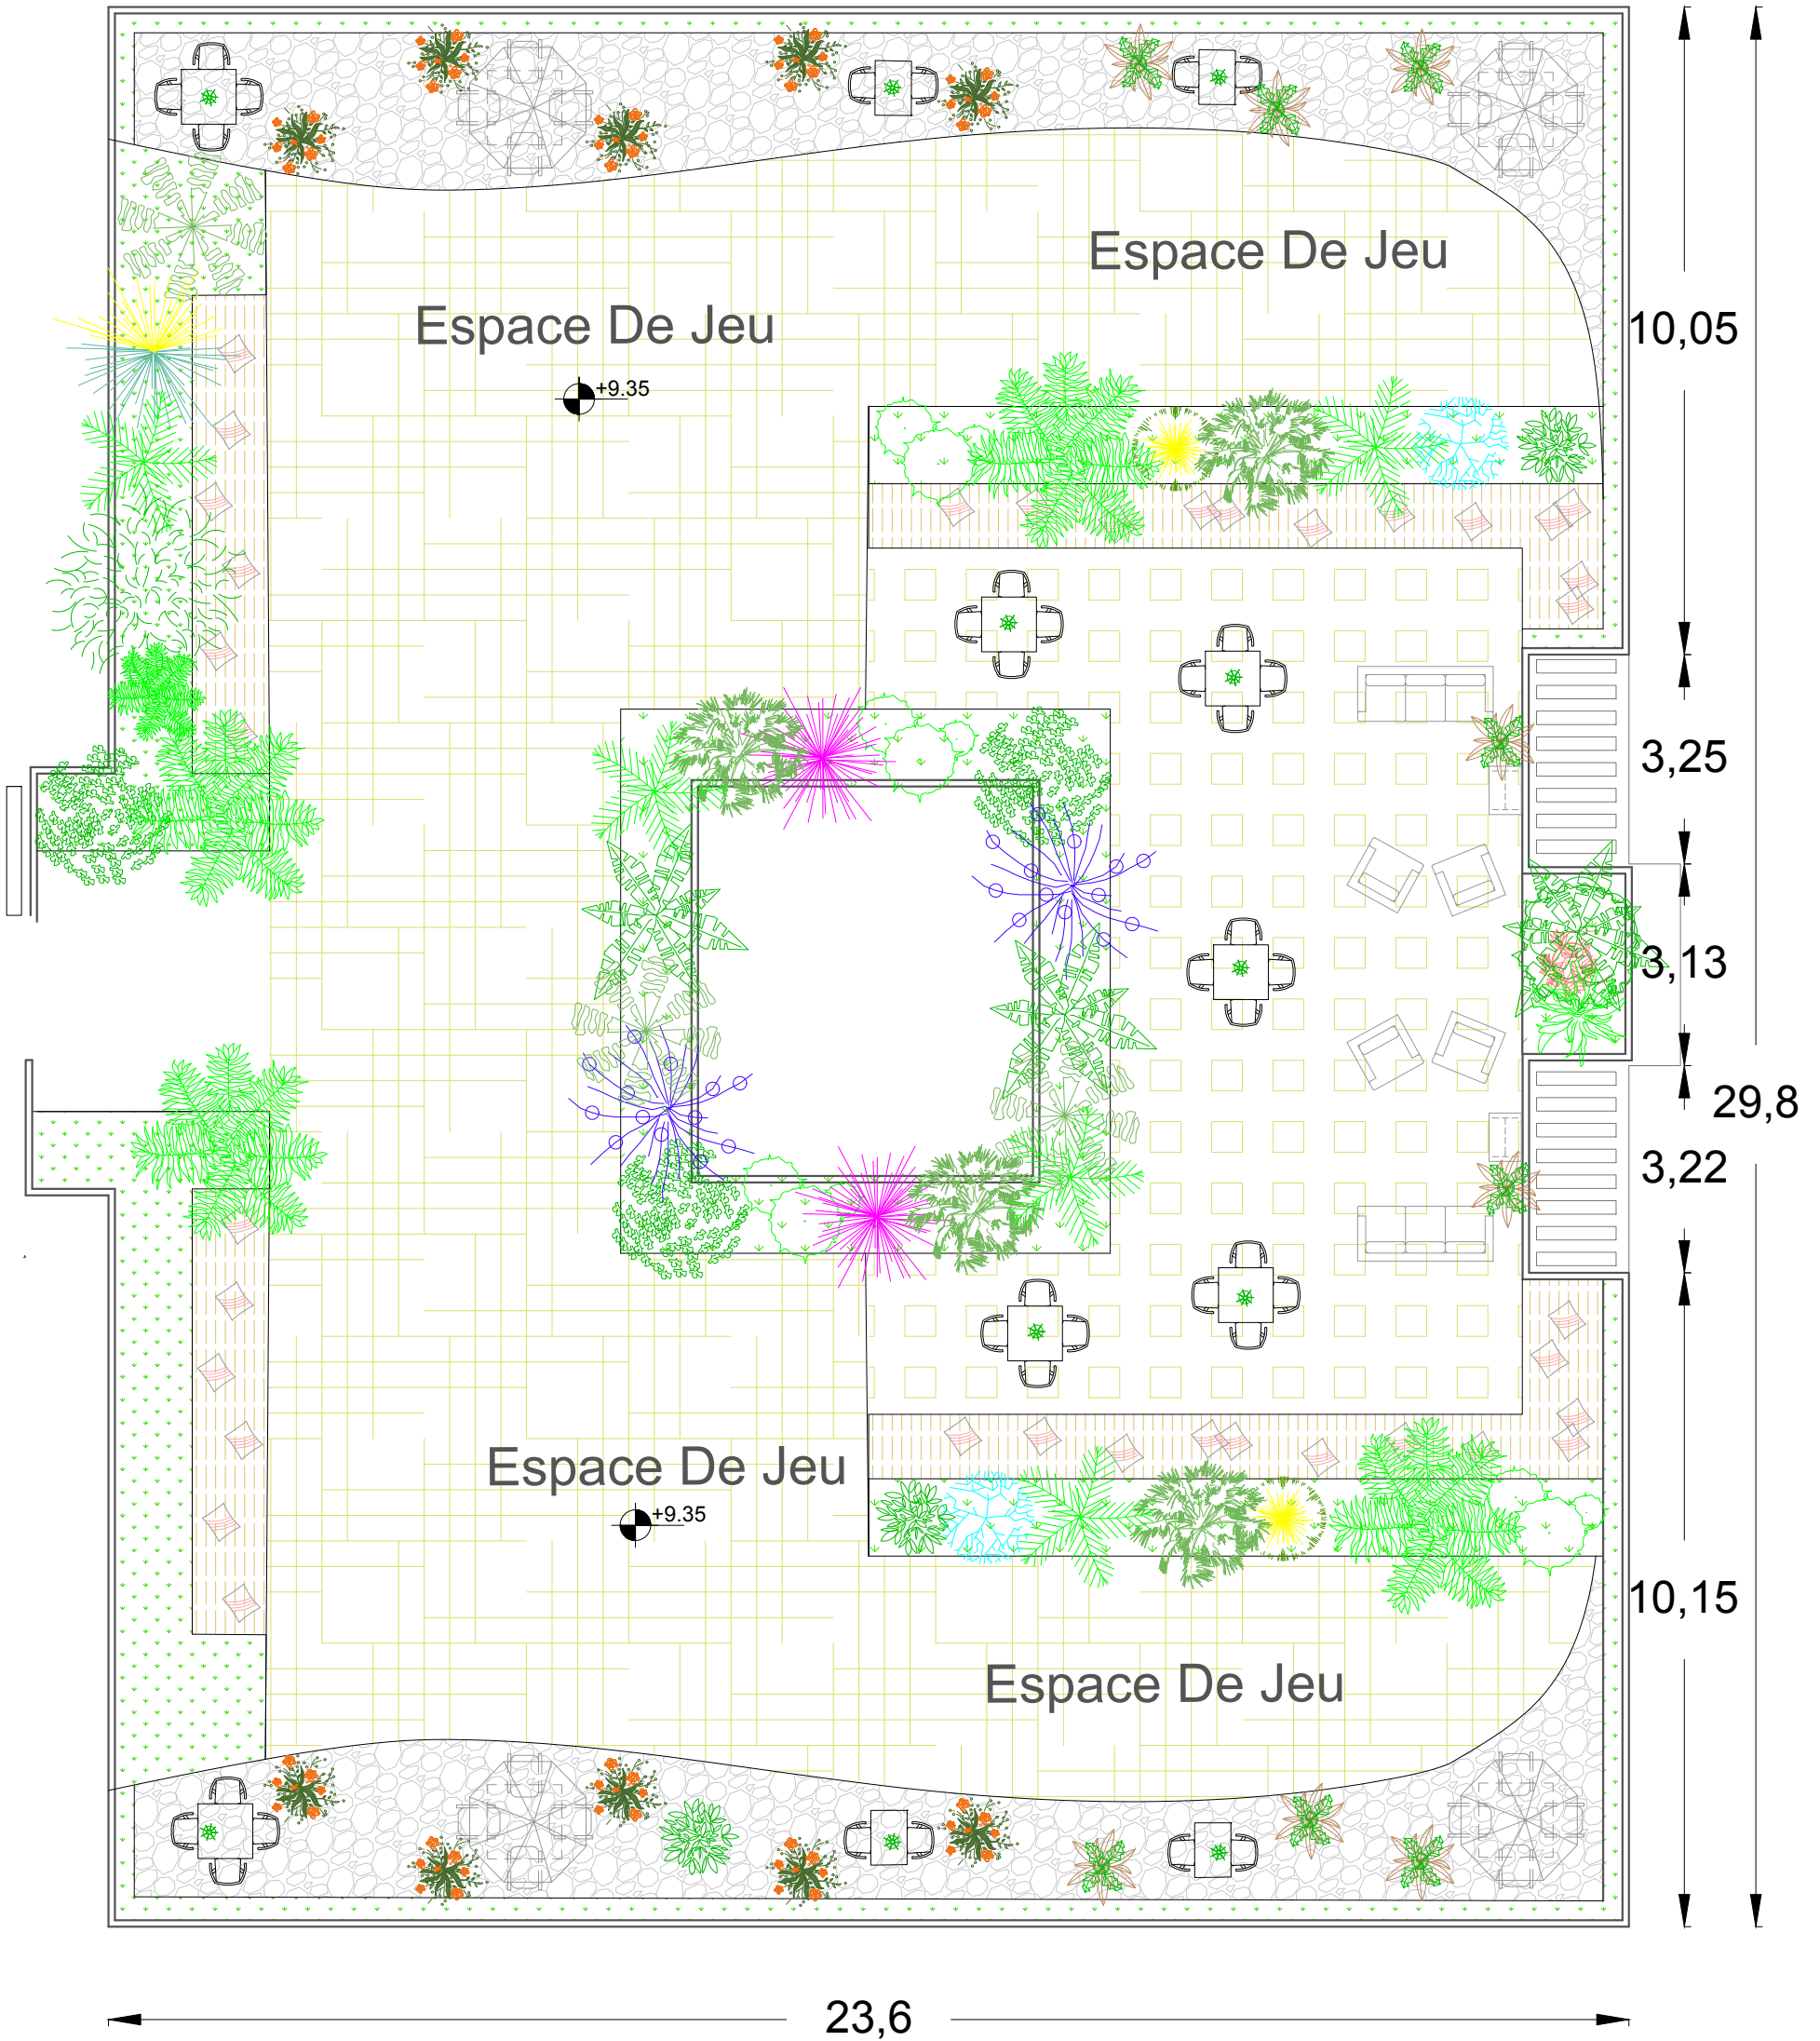 Espace De Jeu
Espace De Jeu
10,05
+9.35
3,25
3,13
29,8
3,22
Espace De Jeu
+9.35
10,15
Espace De Jeu
23,6